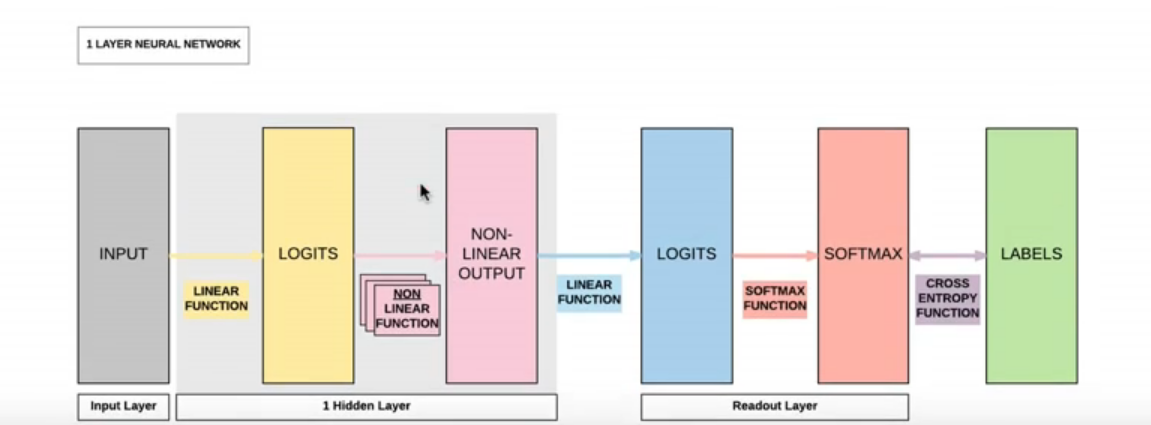 1 LAYER NEURAL NETWORK
INPUT
LINEAR
FUNCTION
LOGITS
NON
LINEAR
FUNCTION
NON-
LINEAR
OUTPUT
LINEAR
FUNCTION
LOGITS
SOFTMAX
FUNCTION
SOFTMAX
CROSS
ENTROPY
FUNCTION
LABELS
Input Layer
1 Hidden Layer
Readout Layer